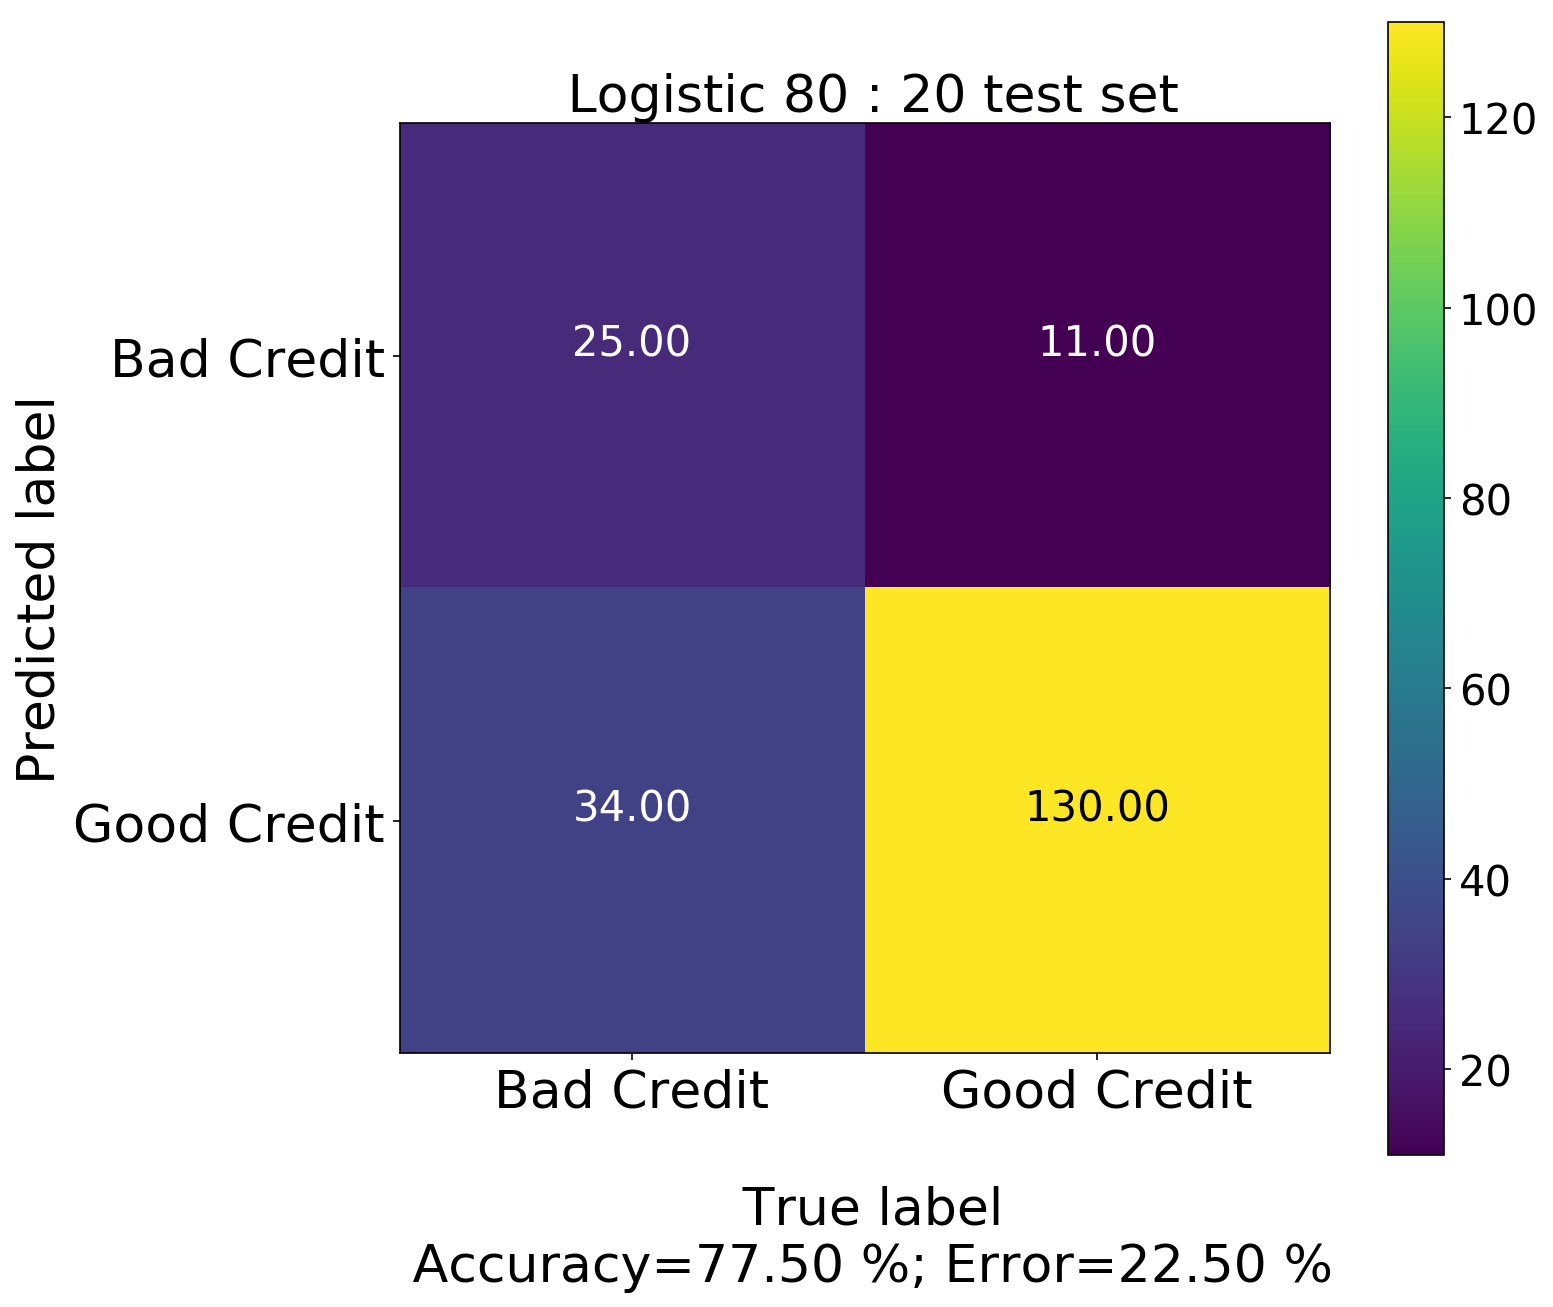 Logistic 80 : 20 test set
120
100
80
60
40
20
Predicted label
Bad Credit
25.00
11.00
Good Credit
34.00
130.00
Bad Credit
Good Credit
True label
Accuracy=77.50 %; Error=22.50 %